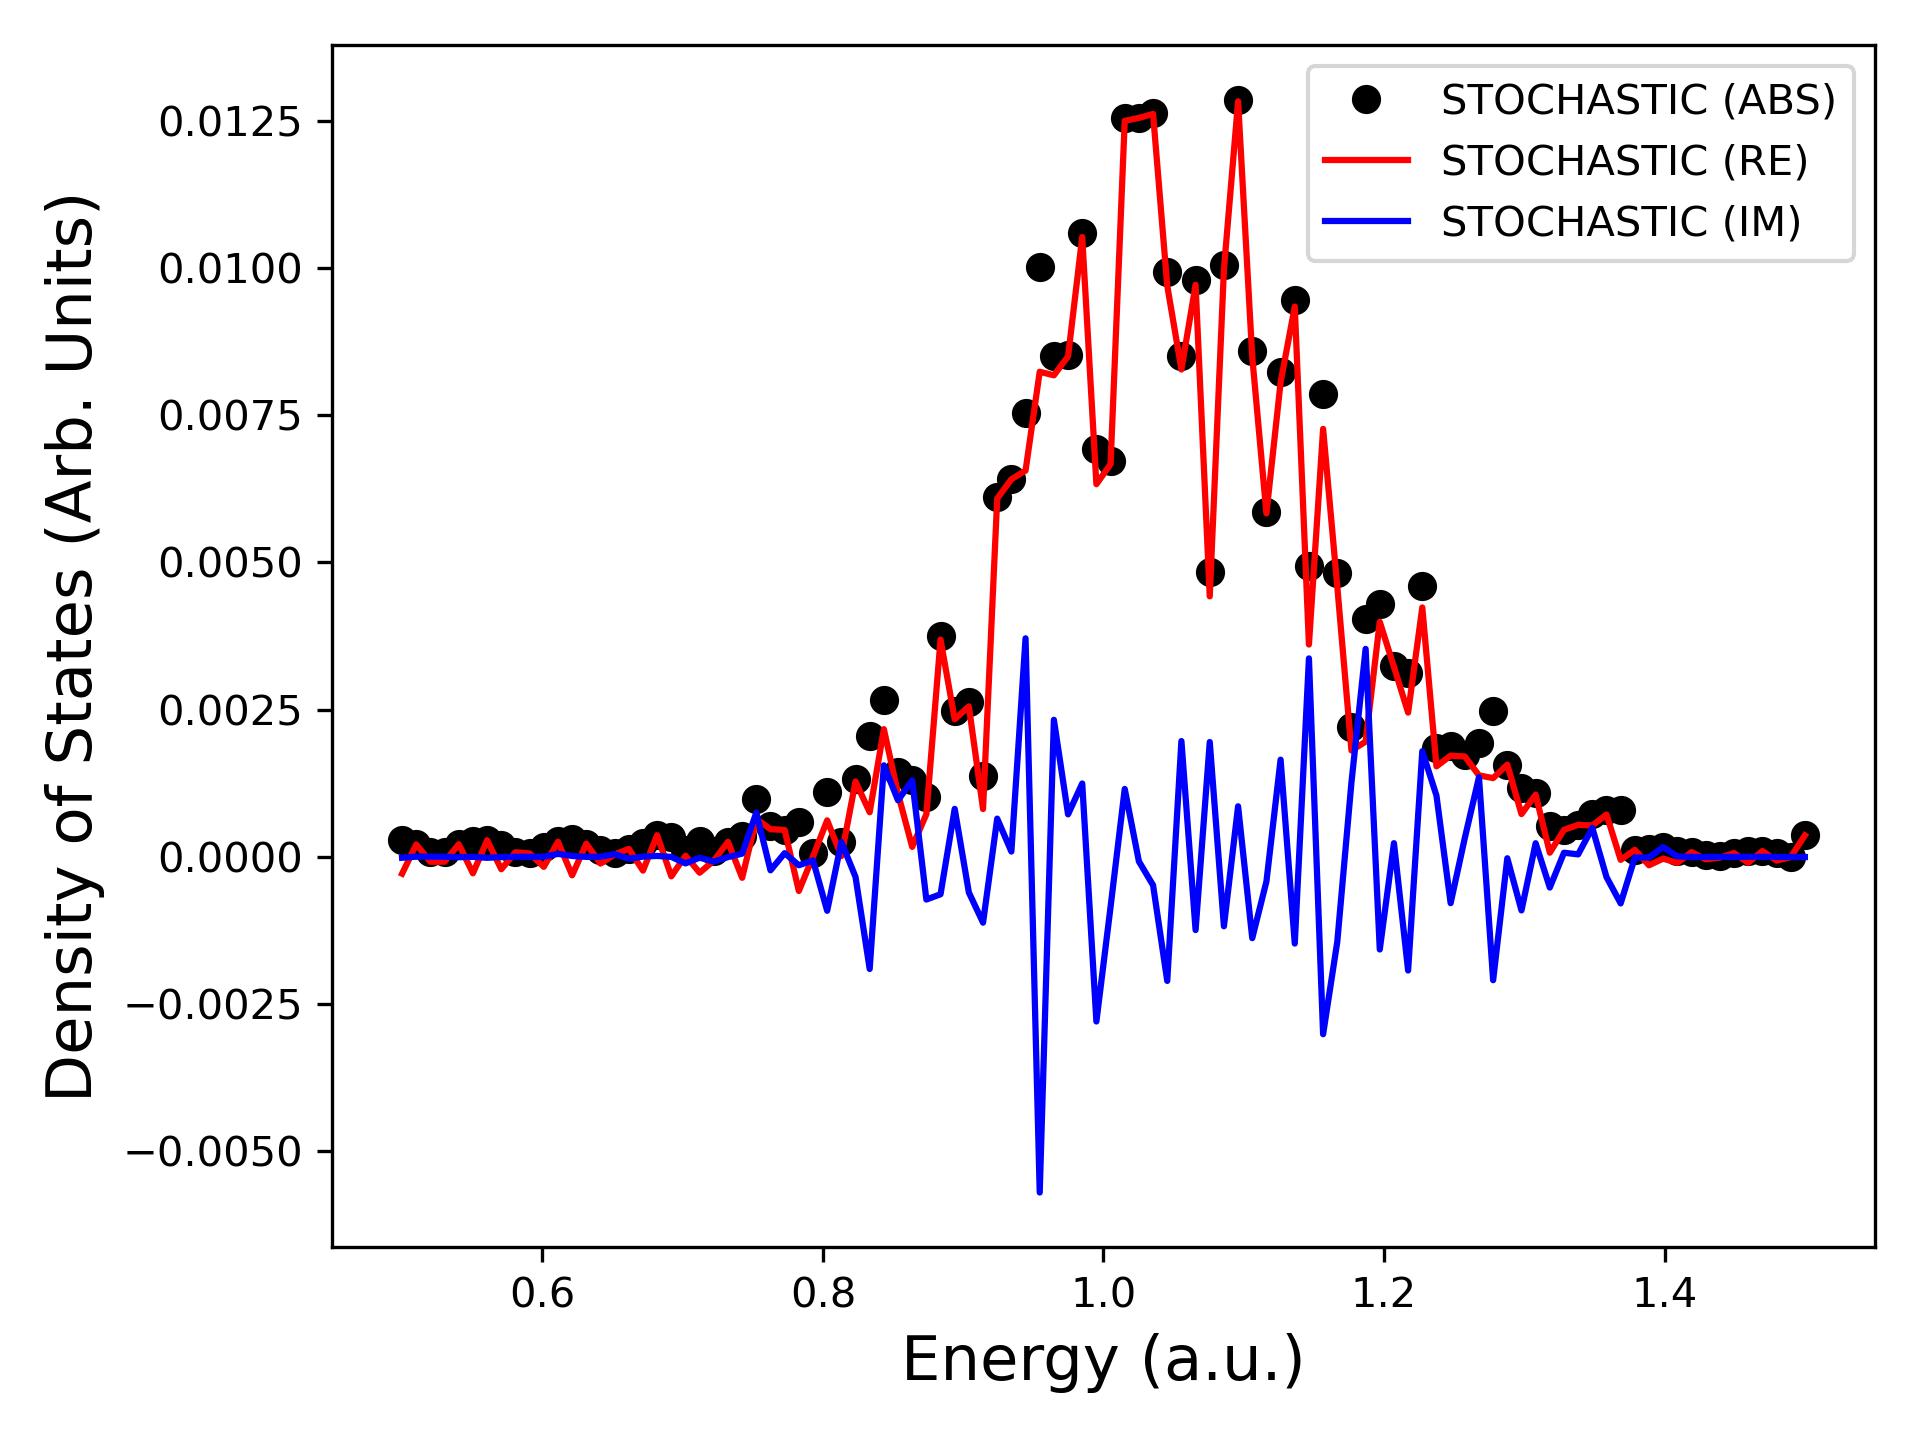 STOCHASTIC (ABS)
STOCHASTIC (RE)
STOCHASTIC (IM)
Density of States (Arb. Units)
0.0125
0.0100
0.0075
0.0050
0.0025
0.0000
−0.0025
−0.0050
0.6 0.8 1.0 1.2 1.4
Energy (a.u.)